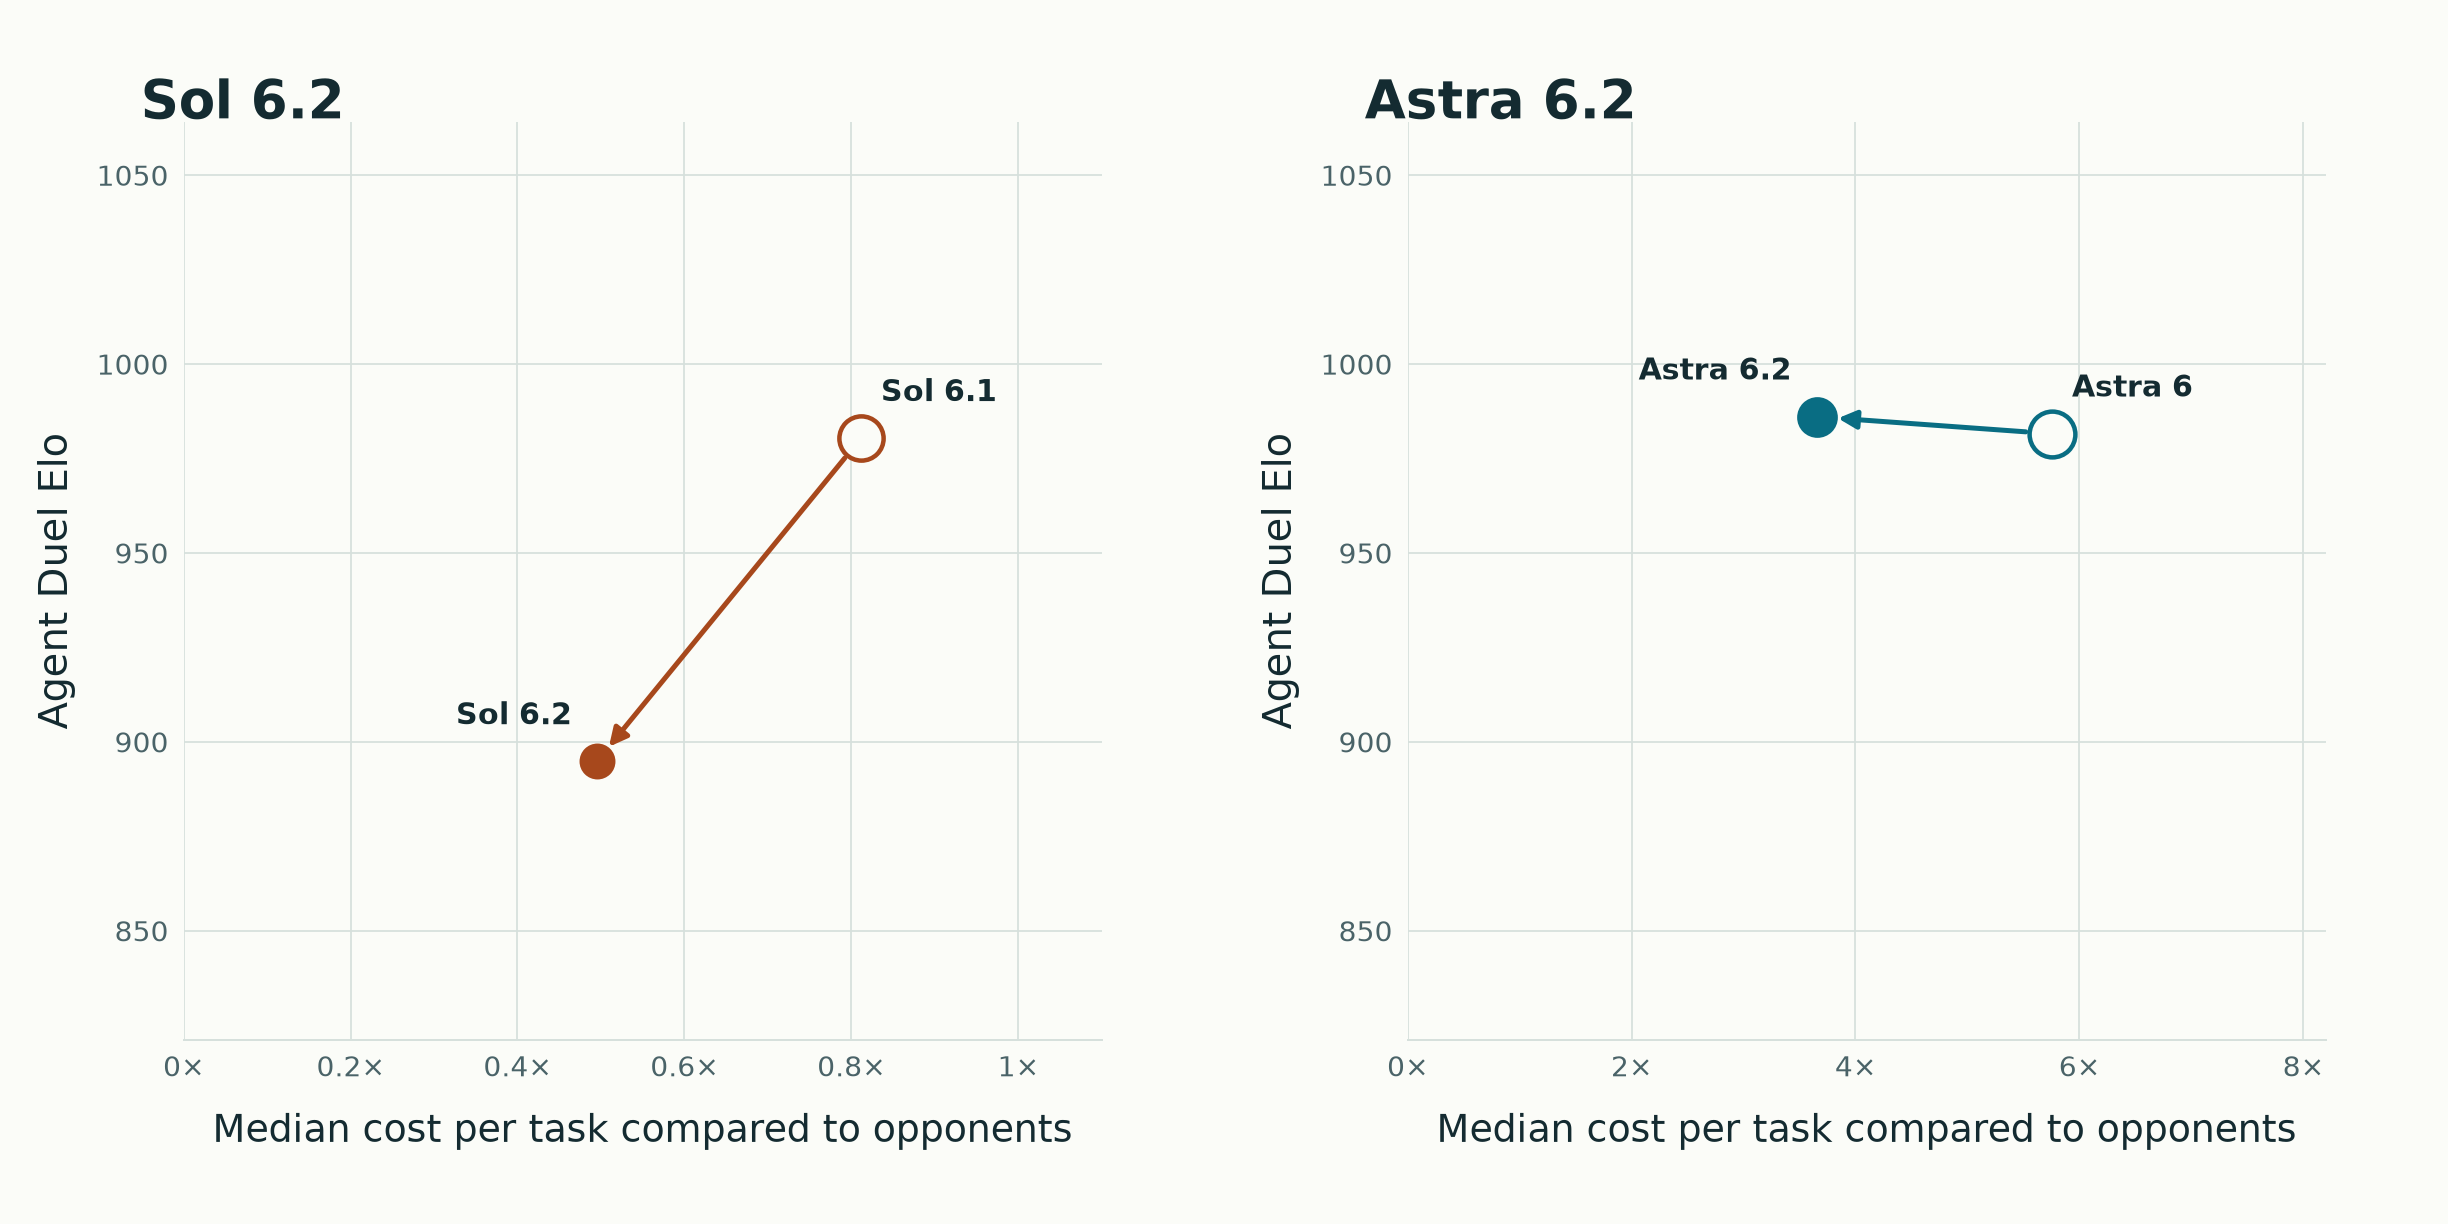 Sol 6.2
1050
1000
950
900
850
Agent Duel Elo
Sol 6.1
Sol 6.2
0×
0.2×
0.4×
0.6×
0.8×
1×
Median cost per task compared to opponents
Astra 6.2
1050
1000
950
900
850
Agent Duel Elo
Astra 6.2
Astra 6
0×
2×
4×
6×
8×
Median cost per task compared to opponents